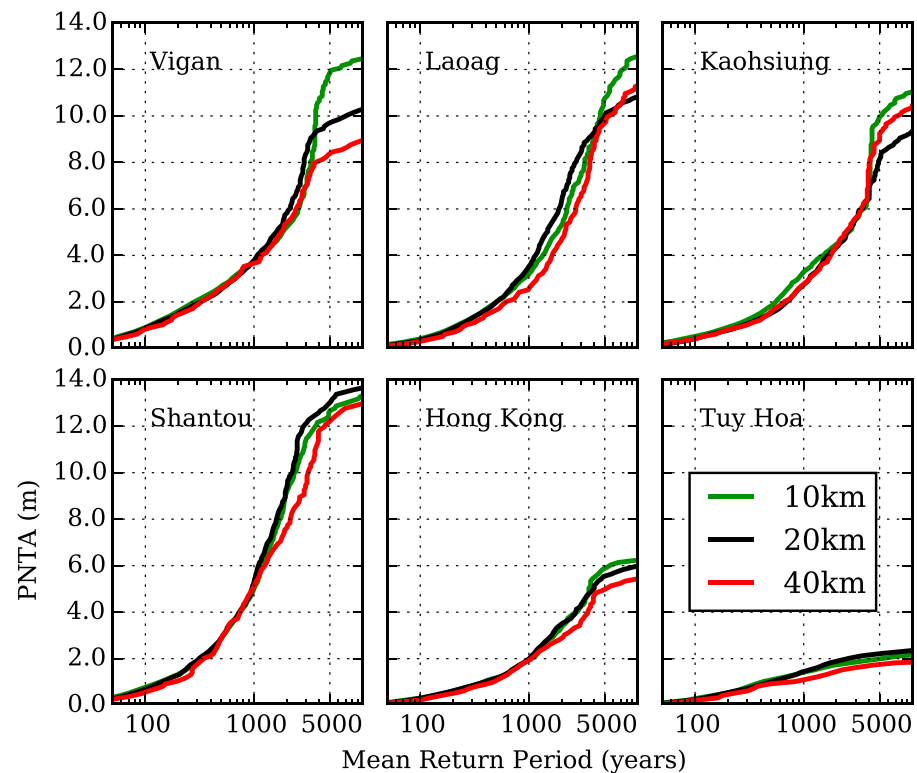 14.0
12.0
10.0
8.0
6.0
4.0
2.0
0.0
Vigan
Laoag
Kaohsiung
14.0
12.0
10.0
8.0
6.0
4.0
2.0
0.0
PNTA (m)
Shantou
Hong Kong
Tuy Hoa
10km
20km
40km
100 1000 5000 100 1000 5000 100 1000 5000
Mean Return Period (years)